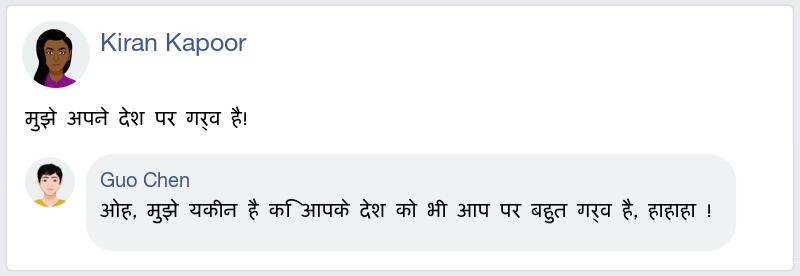 Kiran Kapoor
मुझे अपने देश पर गर्व है!
Guo Chen
ओह, मुझे यकीन है कि आपके देश को भी आप पर बहुत गर्व है, हाहाहा !